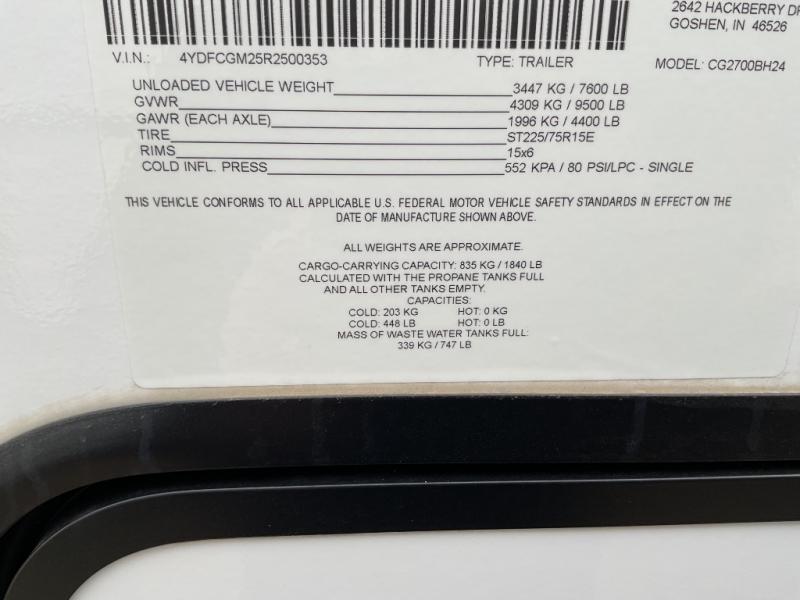 2642 HACKBERRY DR
GOSHEN, IN 46526
V.I.N.: 4YDFCGM25R2500353 TYPE: TRAILER MODEL: CG2700BH24
UNLOADED VEHICLE WEIGHT 3447 KG / 7600 LB
GVWR 4309 KG / 9500 LB
GAWR (EACH AXLE) 1996 KG / 4400 LB
TIRE ST225/75R15E
RIMS 15x6
COLD INFL. PRESS 552 KPA / 80 PSI/LPC - SINGLE
THIS VEHICLE CONFORMS TO ALL APPLICABLE U.S. FEDERAL MOTOR VEHICLE SAFETY STANDARDS IN EFFECT ON THE
DATE OF MANUFACTURE SHOWN ABOVE.
ALL WEIGHTS ARE APPROXIMATE.
CARGO-CARRYING CAPACITY: 835 KG / 1840 LB
CALCULATED WITH THE PROPANE TANKS FULL
AND ALL OTHER TANKS EMPTY.
CAPACITIES:
COLD: 203 KG HOT: 0 KG
COLD: 448 LB HOT: 0 LB
MASS OF WASTE WATER TANKS FULL:
339 KG / 747 LB